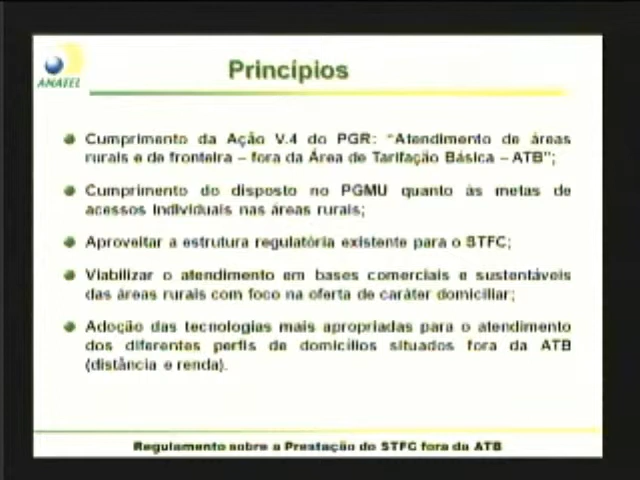 ANATEL
Princípios
Cumprimento da Ação V.4 do PGR: "Atendimento de áreas
rurais e de fronteira – fora da Área de Tarifação Básica – ATB";
Cumprimento do disposto no PGMU quanto às metas de
acessos individuais nas áreas rurais;
Aproveitar a estrutura regulatória existente para o STFC;
Viabilizar o atendimento em bases comerciais e sustentáveis
das áreas rurais com foco na oferta de caráter domiciliar;
Adoção das tecnologias mais apropriadas para o atendimento
dos diferentes perfis de domicílios situados fora da ATB
(distância e renda).
Regulamento sobre a Prestação do STFC fora da ATB